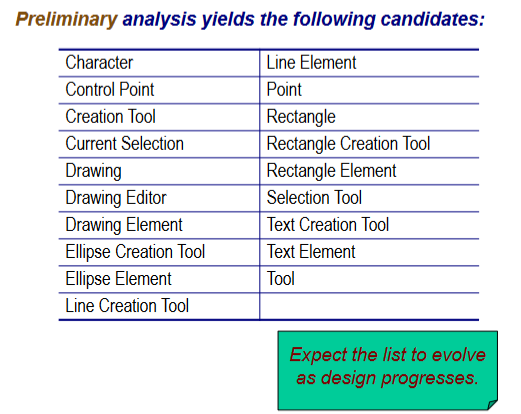 Preliminary analysis yields the following candidates:
Character Line Element
Control Point Point
Creation Tool Rectangle
Current Selection Rectangle Creation Tool
Drawing Rectangle Element
Drawing Editor Selection Tool
Drawing Element Text Creation Tool
Ellipse Creation Tool Text Element
Ellipse Element Tool
Line Creation Tool
Expect the list to evolve
as design progresses.